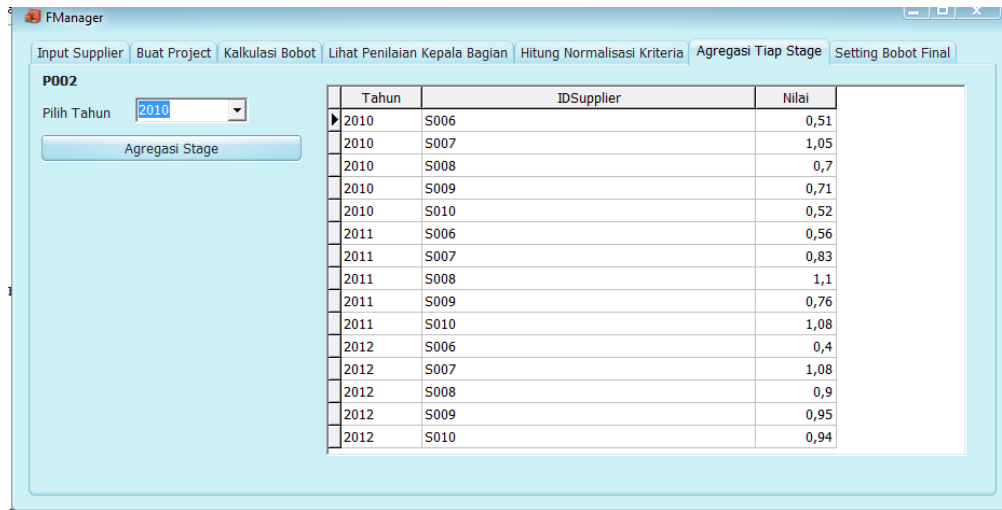 FManager
Input Supplier Buat Project Kalkulasi Bobot Lihat Penilaian Kepala Bagian Hitung Normalisasi Kriteria Agregasi Tiap Stage Setting Bobot Final
P002
Pilih Tahun 2010
Agregasi Stage
Tahun IDSupplier Nilai
2010 S006 0,51
2010 S007 1,05
2010 S008 0,7
2010 S009 0,71
2010 S010 0,52
2011 S006 0,56
2011 S007 0,83
2011 S008 1,1
2011 S009 0,76
2011 S010 1,08
2012 S006 0,4
2012 S007 1,08
2012 S008 0,9
2012 S009 0,95
2012 S010 0,94